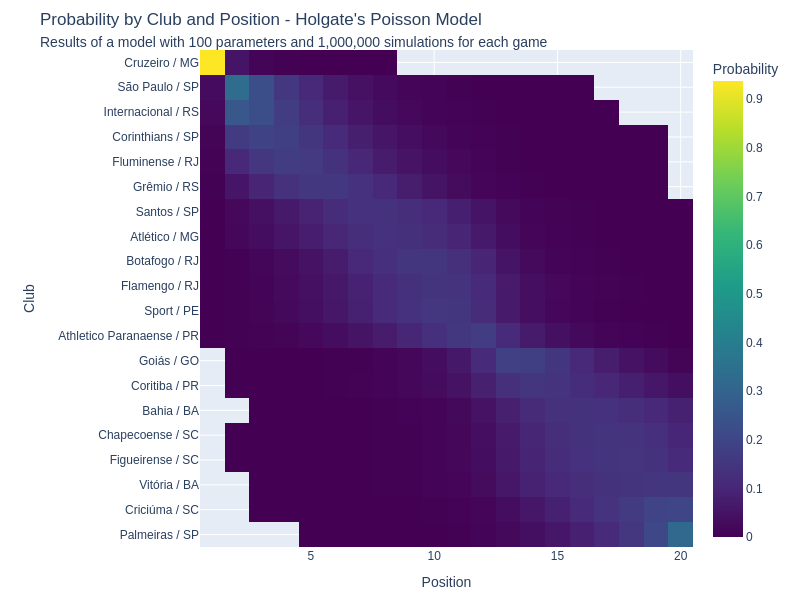 Probability by Club and Position - Holgate's Poisson Model
Results of a model with 100 parameters and 1,000,000 simulations for each game
Club
Cruzeiro / MG
São Paulo / SP
Internacional / RS
Corinthians / SP
Fluminense / RJ
Grêmio / RS
Santos / SP
Atlético / MG
Botafogo / RJ
Flamengo / RJ
Sport / PE
Athletico Paranaense / PR
Goiás / GO
Coritiba / PR
Bahia / BA
Chapecoense / SC
Figueirense / SC
Vitória / BA
Criciúma / SC
Palmeiras / SP
5 10 15 20
Position
Probability
0.9
0.8
0.7
0.6
0.5
0.4
0.3
0.2
0.1
0